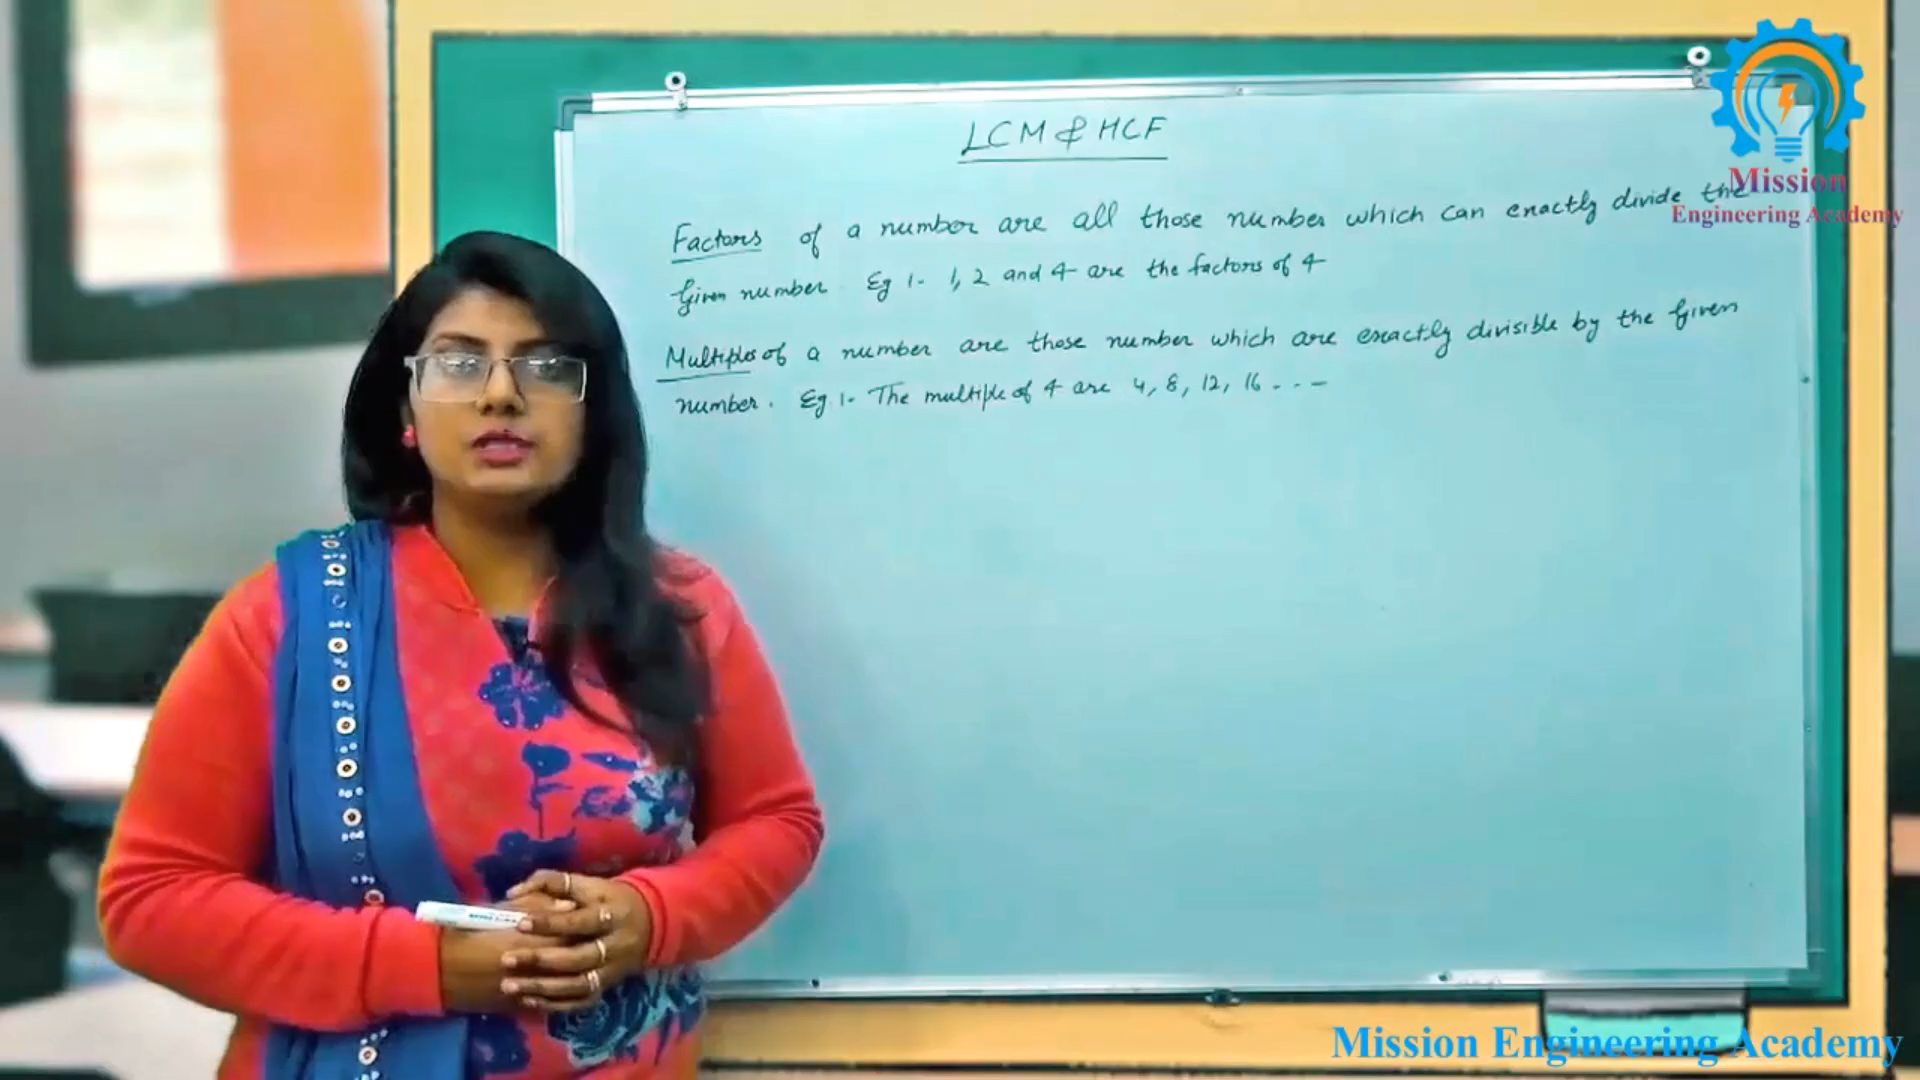 LCM & HCF
Factors of a number are all those number which can exactly divide the
Given number. Eg 1- 1, 2 and 4 are the factors of 4
Multiples of a number are those number which are exactly divisible by the Given
number. Eg 1- The multiple of 4 are 4, 8, 12, 16 - - -
Mission
Engineering Academy
Mission Engineering Academy